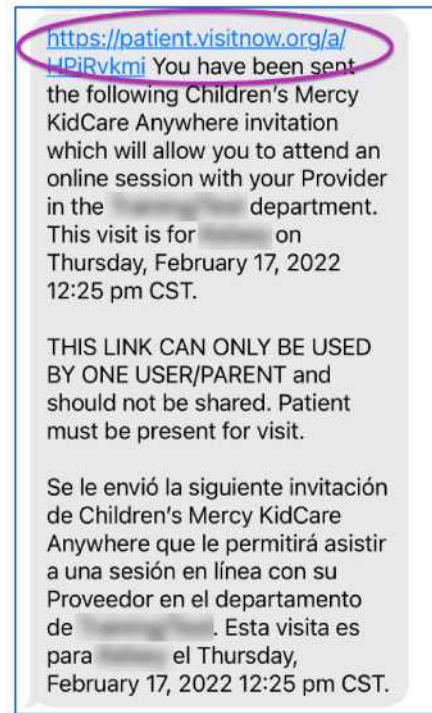 https://patient.visitnow.org/a/
HPiRvkmi You have been sent
the following Children's Mercy
KidCare Anywhere invitation
which will allow you to attend an
online session with your Provider
in the department.
This visit is for on
Thursday, February 17, 2022
12:25 pm CST.
THIS LINK CAN ONLY BE USED
BY ONE USER/PARENT and
should not be shared. Patient
must be present for visit.
Se le envió la siguiente invitación
de Children's Mercy KidCare
Anywhere que le permitirá asistir
a una sesión en línea con su
Proveedor en el departamento
de . Esta visita es
para el Thursday,
February 17, 2022 12:25 pm CST.